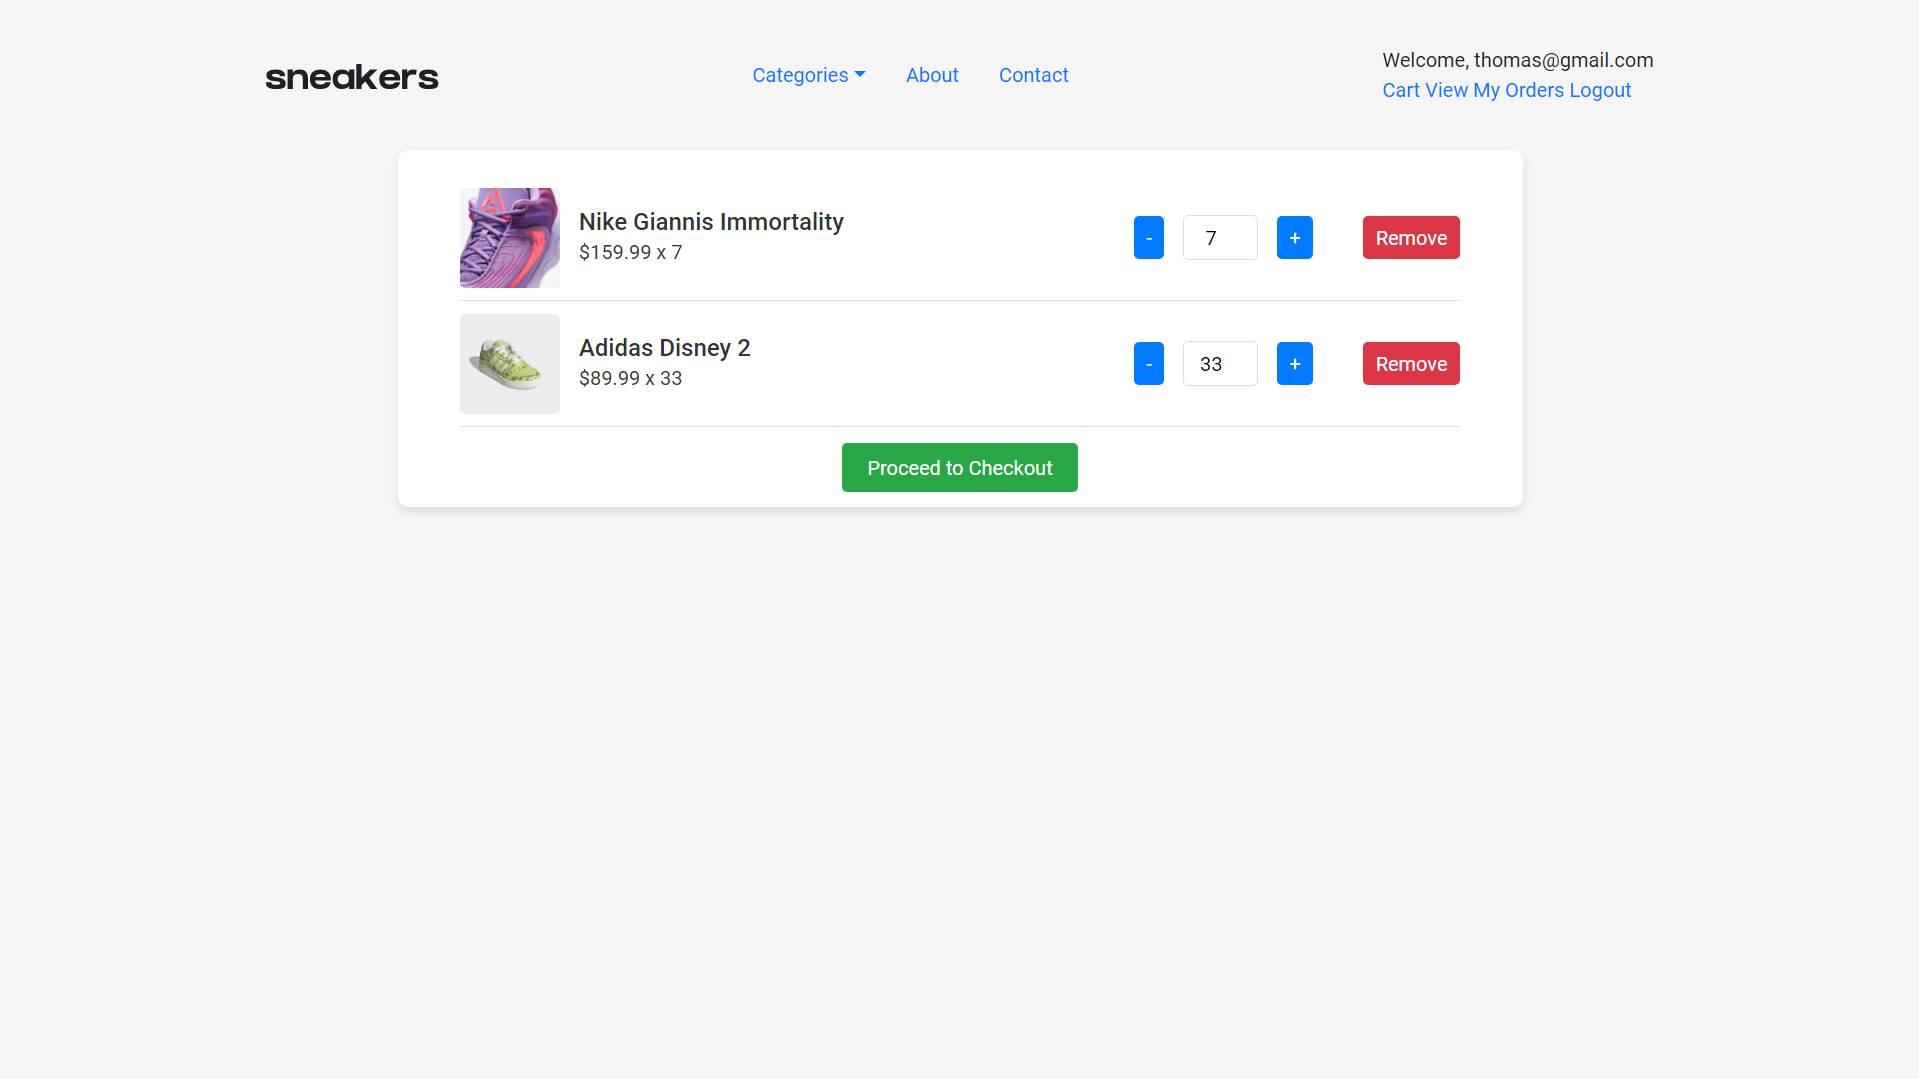 sneakers
Categories About Contact
Welcome, thomas@gmail.com
Cart View My Orders Logout
Nike Giannis Immortality
$159.99 x 7
- 7 + Remove
Adidas Disney 2
$89.99 x 33
- 33 + Remove
Proceed to Checkout